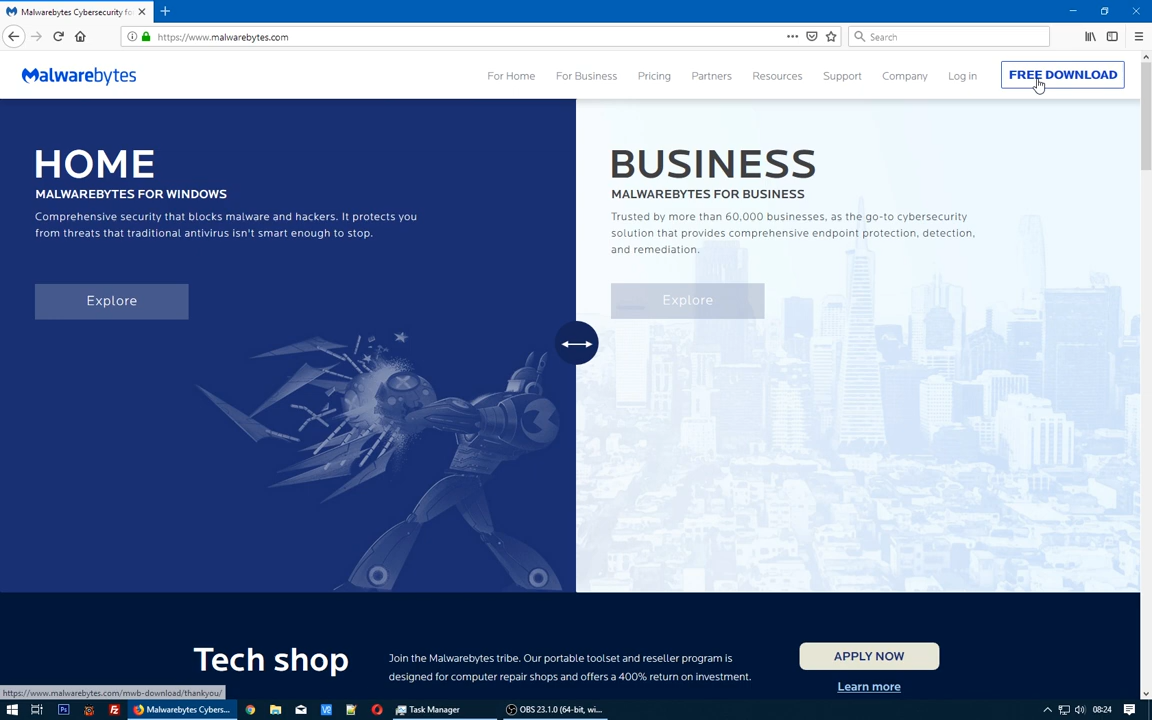 Malwarebytes Cybersecurity fo
https://www.malwarebytes.com
Search
Malwarebytes
For Home
For Business
Pricing
Partners
Resources
Support
Company
Log in
FREE DOWNLOAD
HOME
MALWAREBYTES FOR WINDOWS
Comprehensive security that blocks malware and hackers. It protects you
from threats that traditional antivirus isn't smart enough to stop.
Explore
BUSINESS
MALWAREBYTES FOR BUSINESS
Trusted by more than 60,000 businesses, as the go-to cybersecurity
solution that provides comprehensive endpoint protection, detection,
and remediation.
Explore
Tech shop
Join the Malwarebytes tribe. Our portable toolset and reseller program is
designed for computer repair shops and offers a 400% return on investment.
APPLY NOW
Learn more
https://www.malwarebytes.com/mwb-download/thankyou/
Malwarebytes Cybers...
Task Manager
OBS 23.1.0 (64-bit, wi...
08:24